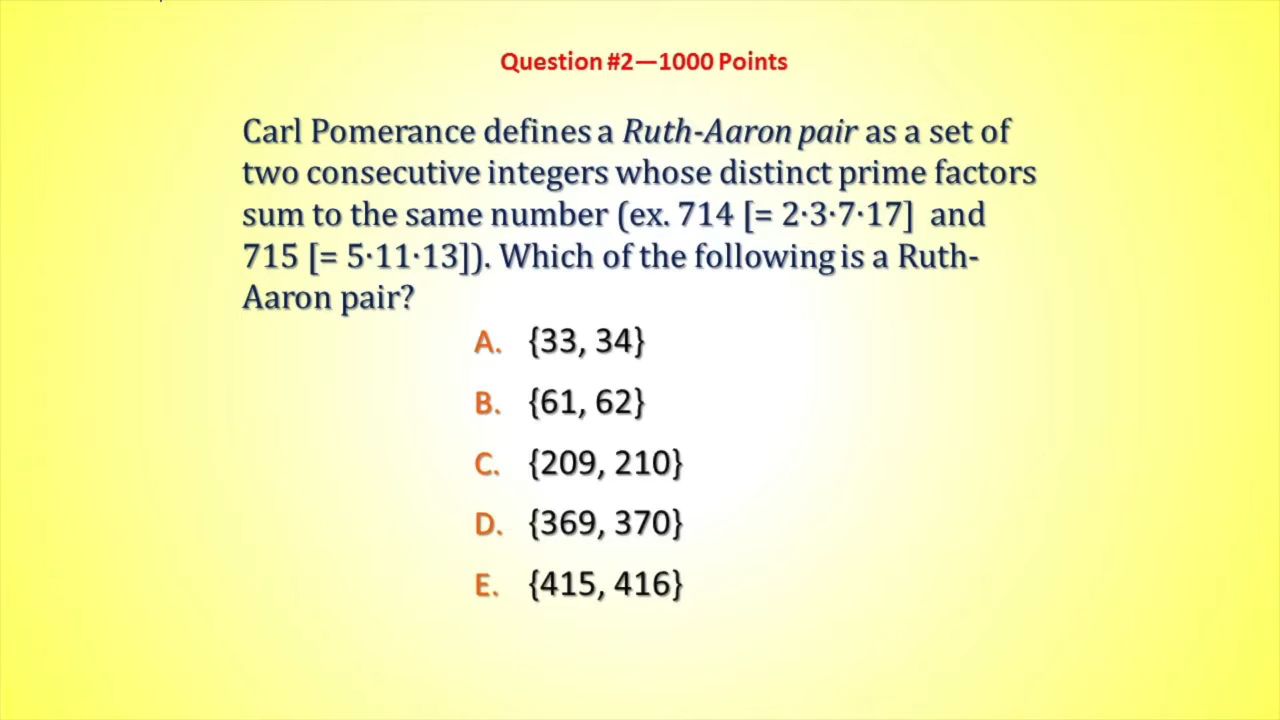 Question #2—1000 Points
Carl Pomerance defines a Ruth-Aaron pair as a set of
two consecutive integers whose distinct prime factors
sum to the same number (ex. 714 [= 2·3·7·17] and
715 [= 5·11·13]). Which of the following is a Ruth-
Aaron pair?
A. {33, 34}
B. {61, 62}
C. {209, 210}
D. {369, 370}
E. {415, 416}